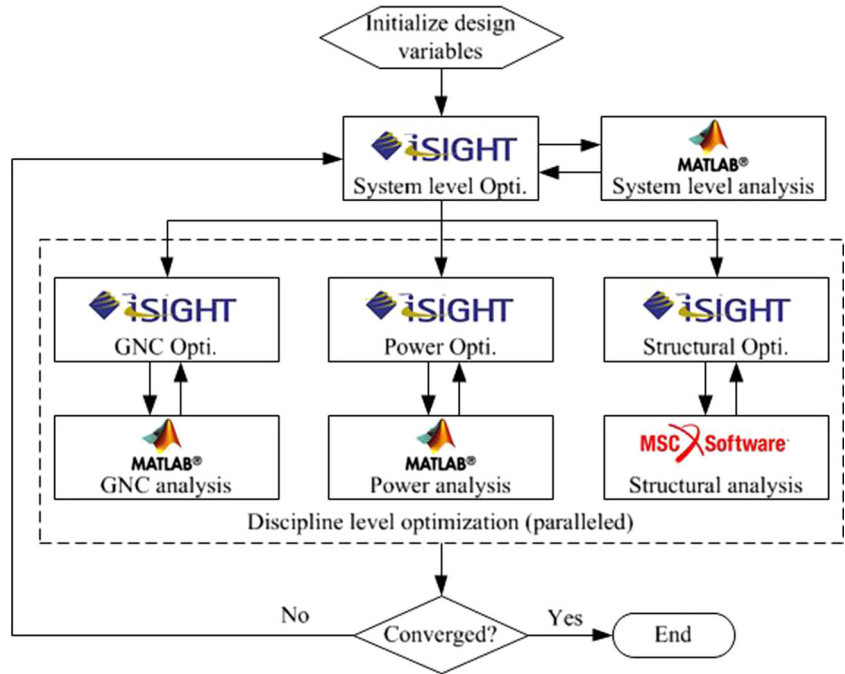 Initialize design
variables
iSIGHT
System level Opti.
MATLAB®
System level analysis
iSIGHT
GNC Opti.
iSIGHT
Power Opti.
iSIGHT
Structural Opti.
MATLAB®
GNC analysis
MATLAB®
Power analysis
MSC Software
Structural analysis
Discipline level optimization (paralleled)
No
Converged?
Yes
End